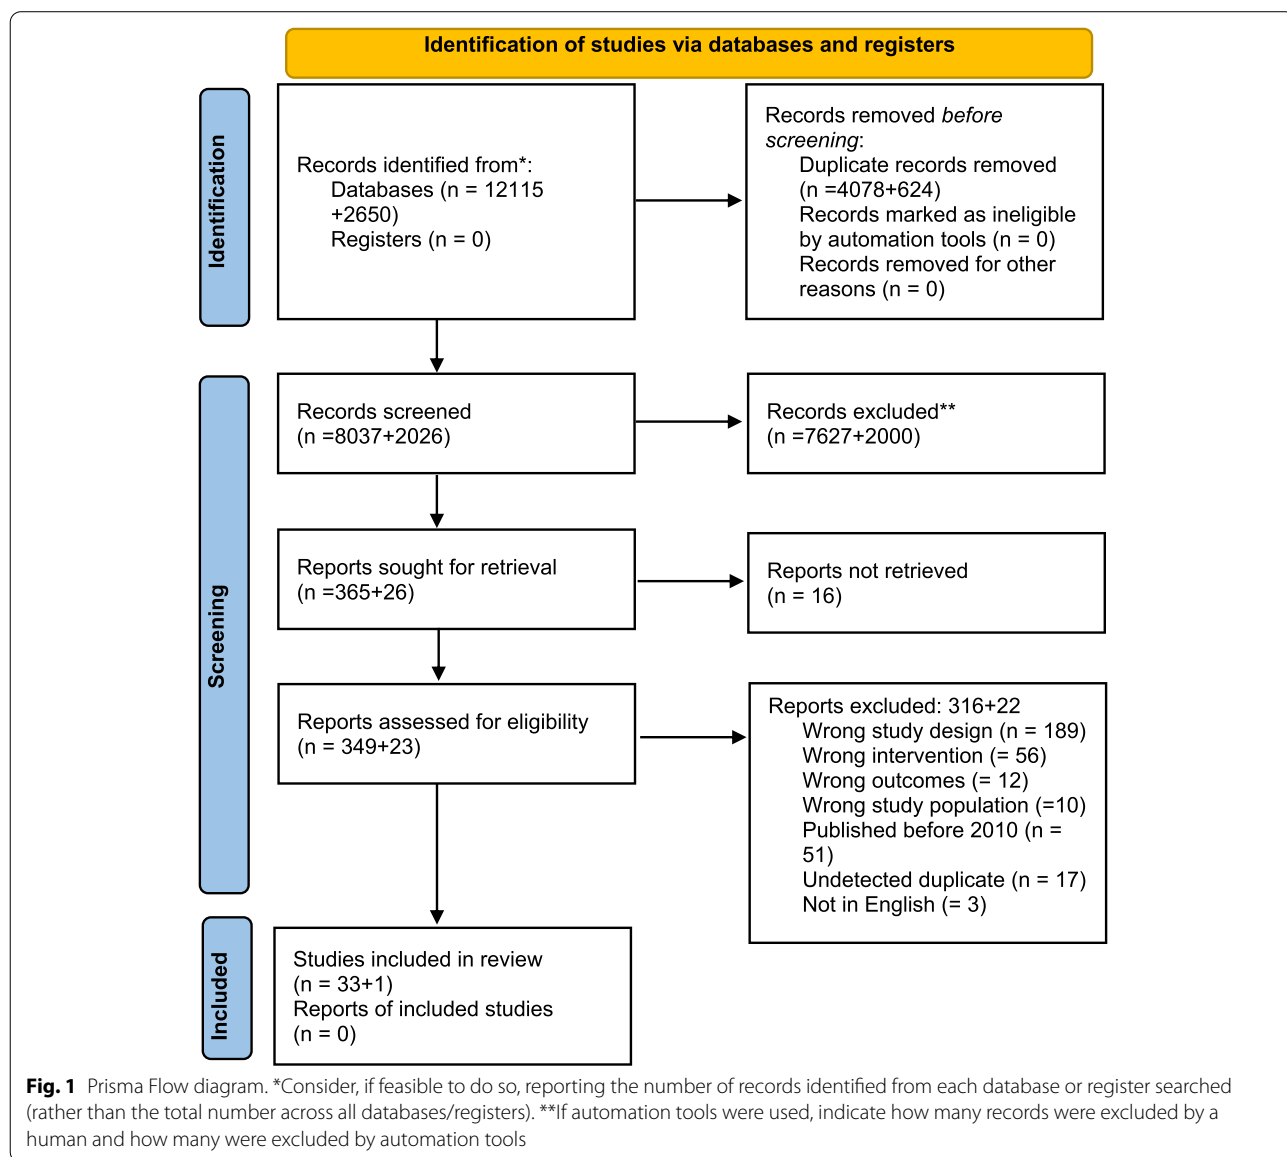 Identification of studies via databases and registers
Identification
Records identified from*:
Databases (n = 12115
+2650)
Registers (n = 0)
Records removed before
screening:
Duplicate records removed
(n =4078+624)
Records marked as ineligible
by automation tools (n = 0)
Records removed for other
reasons (n = 0)
Screening
Records screened
(n =8037+2026)
Records excluded**
(n =7627+2000)
Reports sought for retrieval
(n =365+26)
Reports not retrieved
(n = 16)
Reports assessed for eligibility
(n = 349+23)
Reports excluded: 316+22
Wrong study design (n = 189)
Wrong intervention (= 56)
Wrong outcomes (= 12)
Wrong study population (=10)
Published before 2010 (n =
51)
Undetected duplicate (n = 17)
Not in English (= 3)
Included
Studies included in review
(n = 33+1)
Reports of included studies
(n = 0)
Fig. 1 Prisma Flow diagram. *Consider, if feasible to do so, reporting the number of records identified from each database or register searched
(rather than the total number across all databases/registers). **If automation tools were used, indicate how many records were excluded by a
human and how many were excluded by automation tools